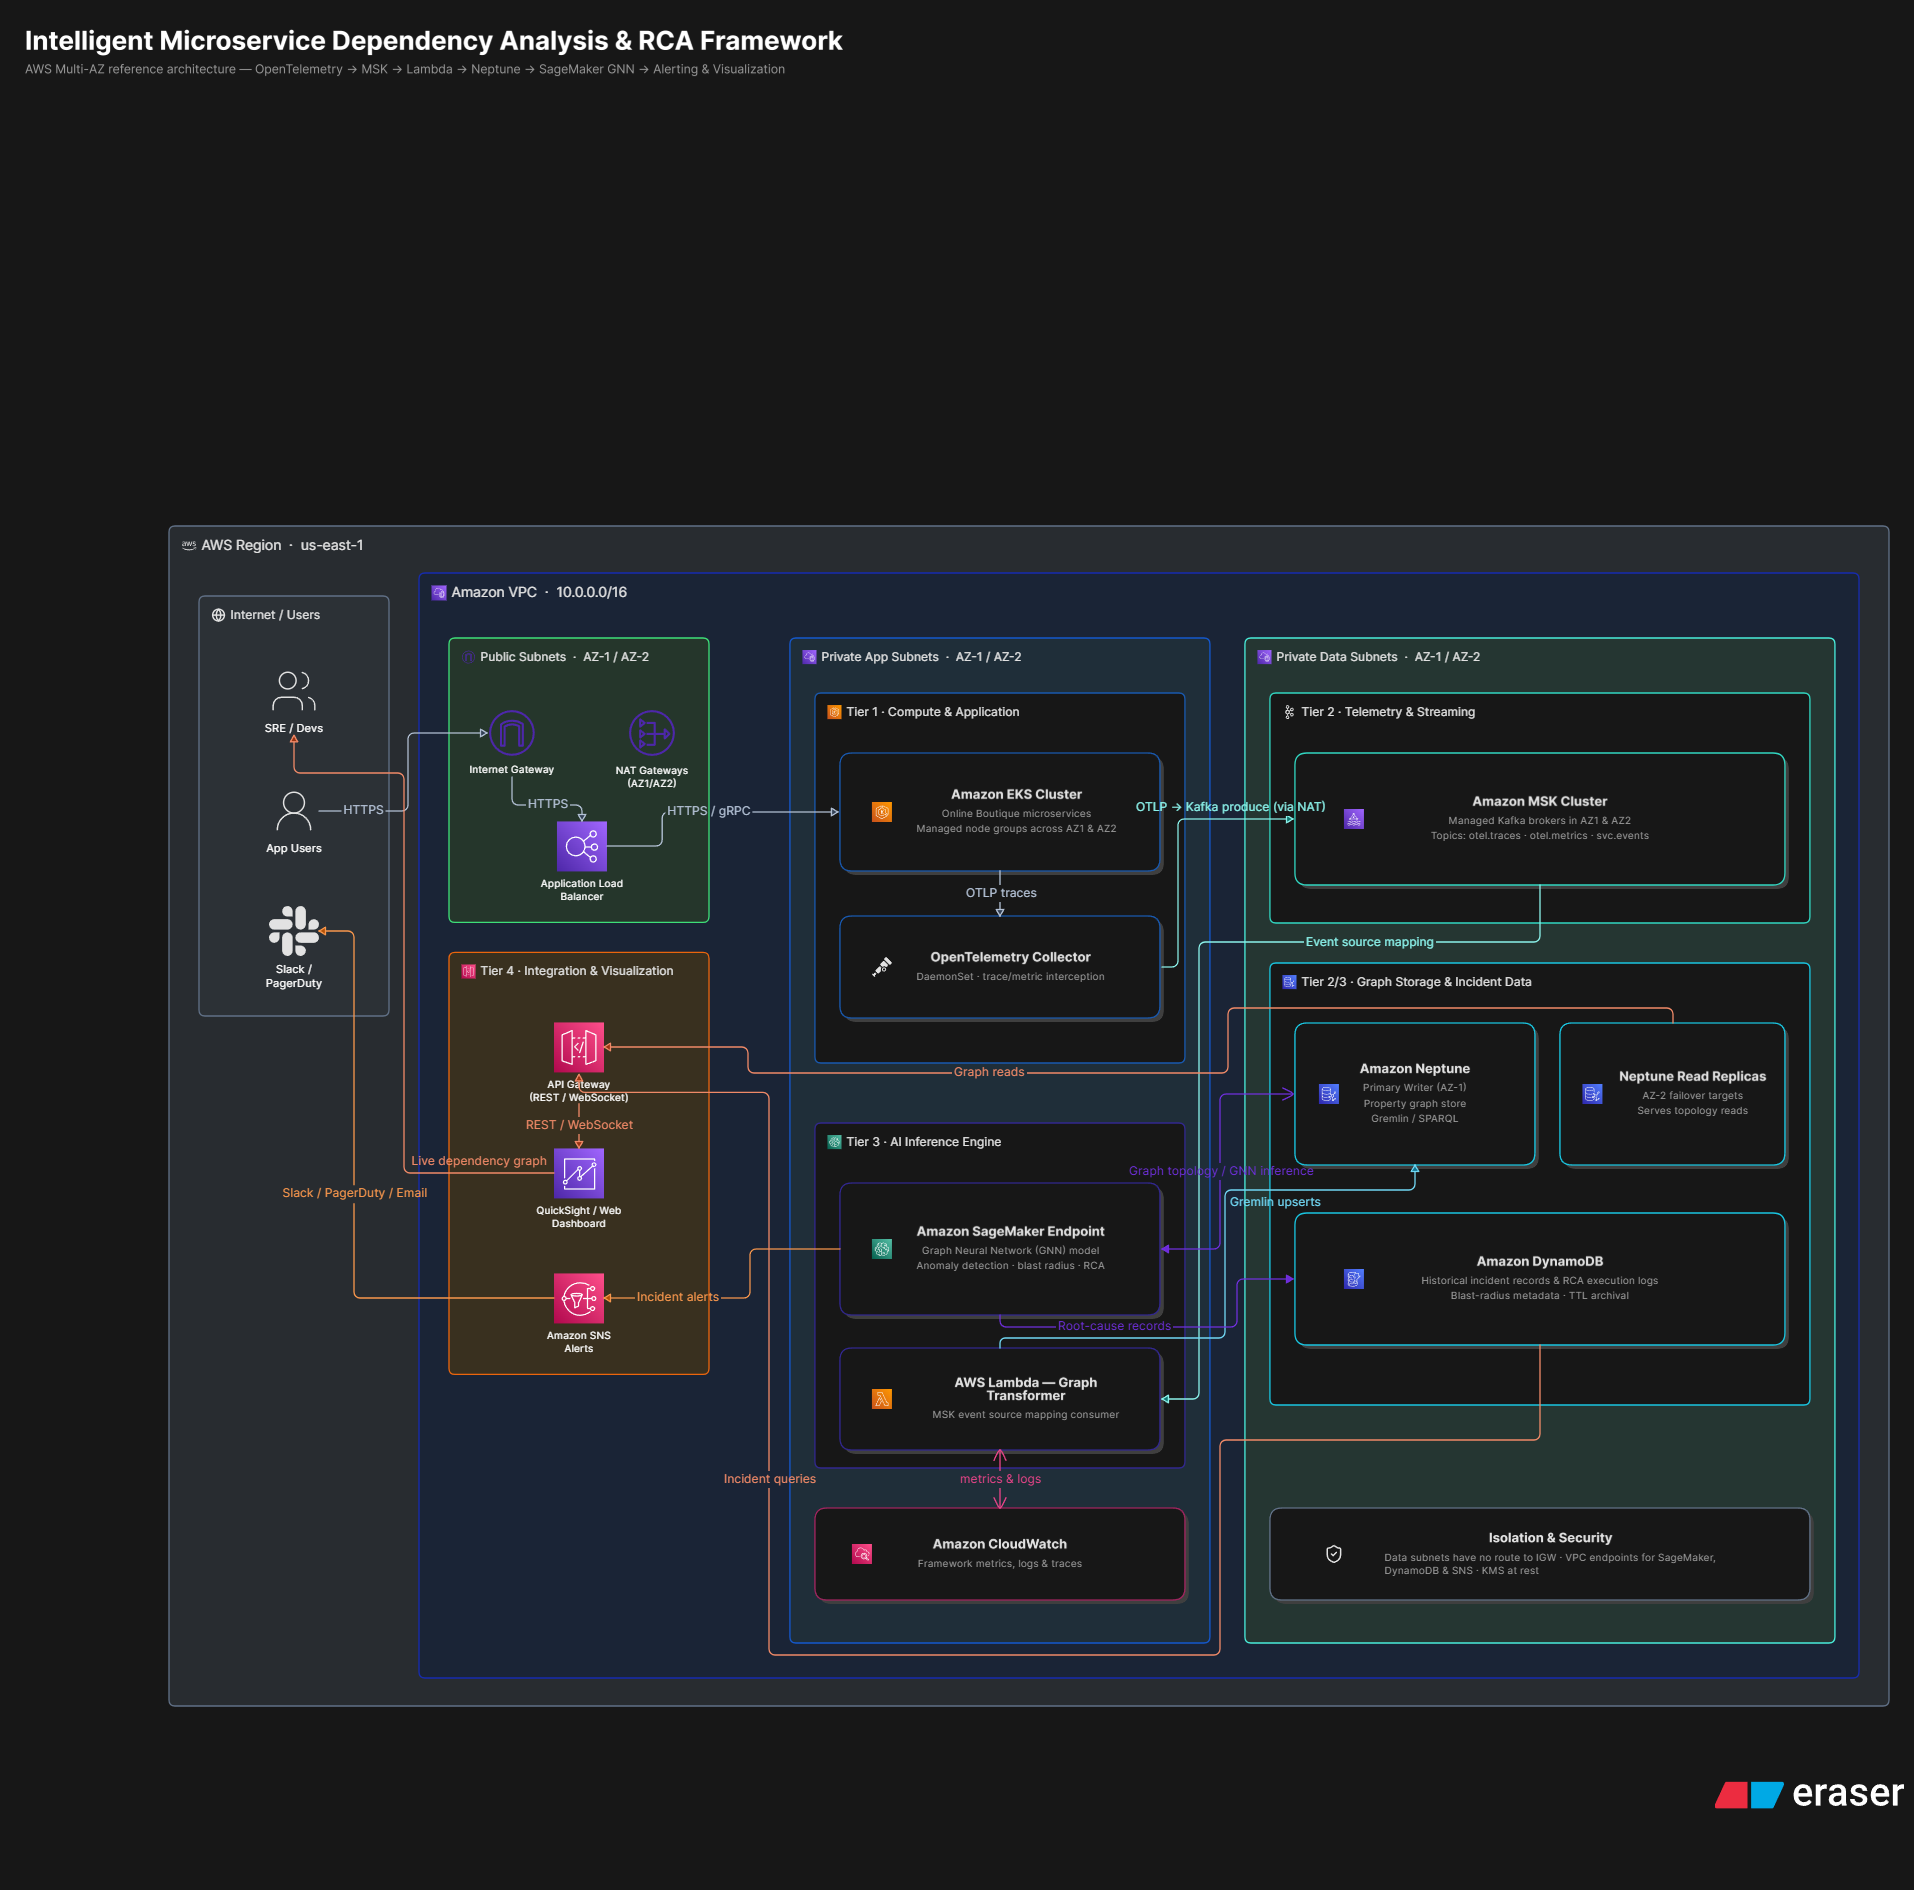 Intelligent Microservice Dependency Analysis & RCA Framework
AWS Multi-AZ reference architecture — OpenTelemetry → MSK → Lambda → Neptune → SageMaker GNN → Alerting & Visualization
aws AWS Region · us-east-1
Internet / Users
SRE / Devs
HTTPS
App Users
Slack /
PagerDuty
Amazon VPC · 10.0.0.0/16
Public Subnets · AZ-1 / AZ-2
Internet Gateway
NAT Gateways
(AZ1/AZ2)
HTTPS
HTTPS / gRPC
Application Load
Balancer
Tier 4 · Integration & Visualization
API Gateway
(REST / WebSocket)
REST / WebSocket
Live dependency graph
Slack / PagerDuty / Email
QuickSight / Web
Dashboard
Incident alerts
Amazon SNS
Alerts
Incident queries
Private App Subnets · AZ-1 / AZ-2
Tier 1 · Compute & Application
Amazon EKS Cluster
Online Boutique microservices
Managed node groups across AZ1 & AZ2
OTLP traces
OpenTelemetry Collector
DaemonSet · trace/metric interception
OTLP → Kafka produce (via NAT)
Event source mapping
Graph reads
Tier 3 · AI Inference Engine
Graph topology / GNN inference
Gremlin upserts
Amazon SageMaker Endpoint
Graph Neural Network (GNN) model
Anomaly detection · blast radius · RCA
Root-cause records
AWS Lambda — Graph
Transformer
MSK event source mapping consumer
metrics & logs
Amazon CloudWatch
Framework metrics, logs & traces
Private Data Subnets · AZ-1 / AZ-2
Tier 2 · Telemetry & Streaming
Amazon MSK Cluster
Managed Kafka brokers in AZ1 & AZ2
Topics: otel.traces · otel.metrics · svc.events
Tier 2/3 · Graph Storage & Incident Data
Amazon Neptune
Primary Writer (AZ-1)
Property graph store
Gremlin / SPARQL
Neptune Read Replicas
AZ-2 failover targets
Serves topology reads
Amazon DynamoDB
Historical incident records & RCA execution logs
Blast-radius metadata · TTL archival
Isolation & Security
Data subnets have no route to IGW · VPC endpoints for SageMaker,
DynamoDB & SNS · KMS at rest
eraser